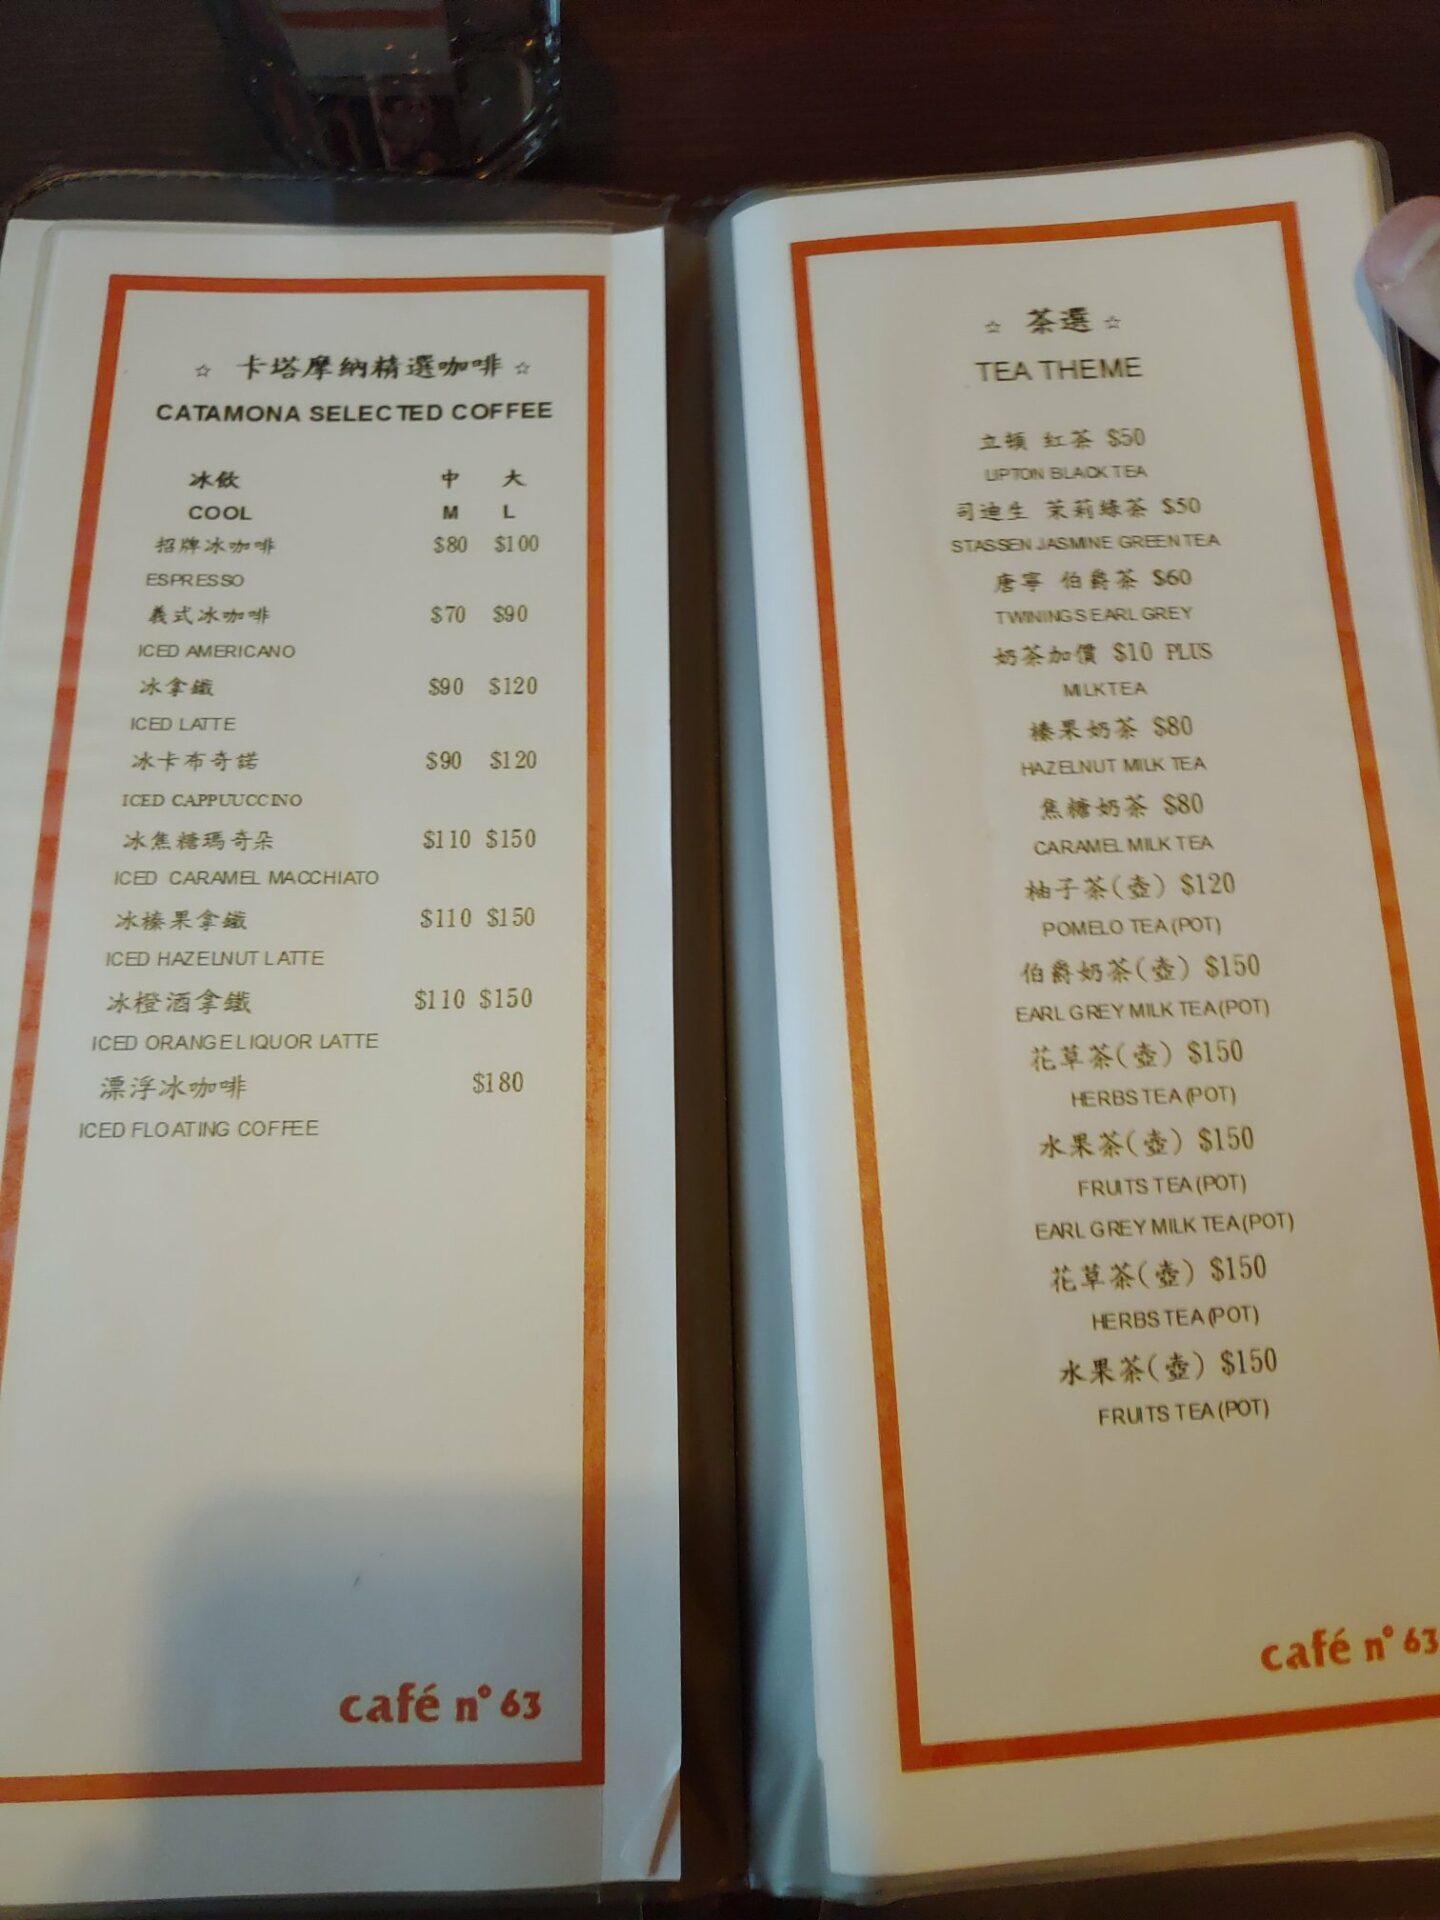 ☆ 卡塔摩納精選咖啡 ☆
CATAMONA SELECTED COFFEE
冰飲 中 大
COOL M L
招牌冰咖啡 $80 $100
ESPRESSO
義式冰咖啡 $70 $90
ICED AMERICANO
冰拿鐵 $90 $120
ICED LATTE
冰卡布奇諾 $90 $120
ICED CAPPUUCCINO
冰焦糖瑪奇朵 $110 $150
ICED CARAMEL MACCHIATO
冰榛果拿鐵 $110 $150
ICED HAZELNUT LATTE
冰橙酒拿鐵 $110 $150
ICED ORANGE LIQUOR LATTE
漂浮冰咖啡 $180
ICED FLOATING COFFEE
café n° 63
☆ 茶選 ☆
TEA THEME
立頓 紅茶 $50
LIPTON BLACK TEA
司迪生 茉莉綠茶 $50
STASSEN JASMINE GREEN TEA
唐寧 伯爵茶 $60
TWININGS EARL GREY
奶茶加價 $10 PLUS
MILK TEA
榛果奶茶 $80
HAZELNUT MILK TEA
焦糖奶茶 $80
CARAMEL MILK TEA
柚子茶(壺) $120
POMELO TEA (POT)
伯爵奶茶(壺) $150
EARL GREY MILK TEA (POT)
花草茶(壺) $150
HERBS TEA (POT)
水果茶(壺) $150
FRUITS TEA (POT)
EARL GREY MILK TEA (POT)
花草茶(壺) $150
HERBS TEA (POT)
水果茶(壺) $150
FRUITS TEA (POT)
café n° 63